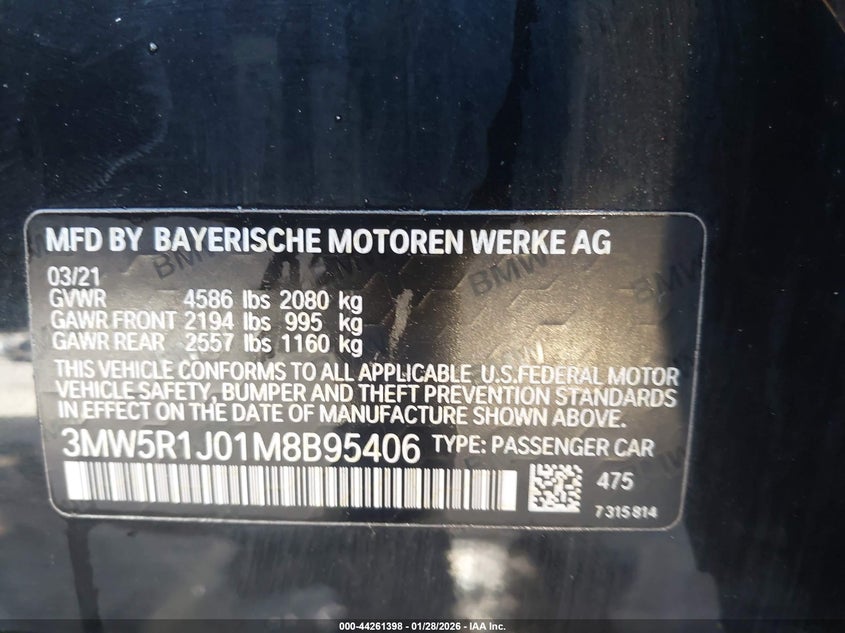 MFD BY BAYERISCHE MOTOREN WERKE AG
03/21
GVWR 4586 lbs 2080 kg
GAWR FRONT 2194 lbs 995 kg
GAWR REAR 2557 lbs 1160 kg
THIS VEHICLE CONFORMS TO ALL APPLICABLE U.S.FEDERAL MOTOR
VEHICLE SAFETY, BUMPER AND THEFT PREVENTION STANDARDS
IN EFFECT ON THE DATE OF MANUFACTURE SHOWN ABOVE.
3MW5R1J01M8B95406 TYPE: PASSENGER CAR
475
7315814
000-44261398 - 01/28/2026 - IAA Inc.